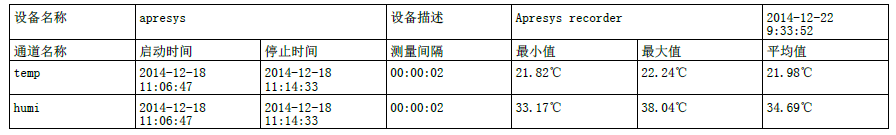 设备名称 apresys 设备描述 Apresys recorder 2014-12-22 9:33:52
通道名称 启动时间 停止时间 测量间隔 最小值 最大值 平均值
temp 2014-12-18 11:06:47 2014-12-18 11:14:33 00:00:02 21.82℃ 22.24℃ 21.98℃
humi 2014-12-18 11:06:47 2014-12-18 11:14:33 00:00:02 33.17℃ 38.04℃ 34.69℃